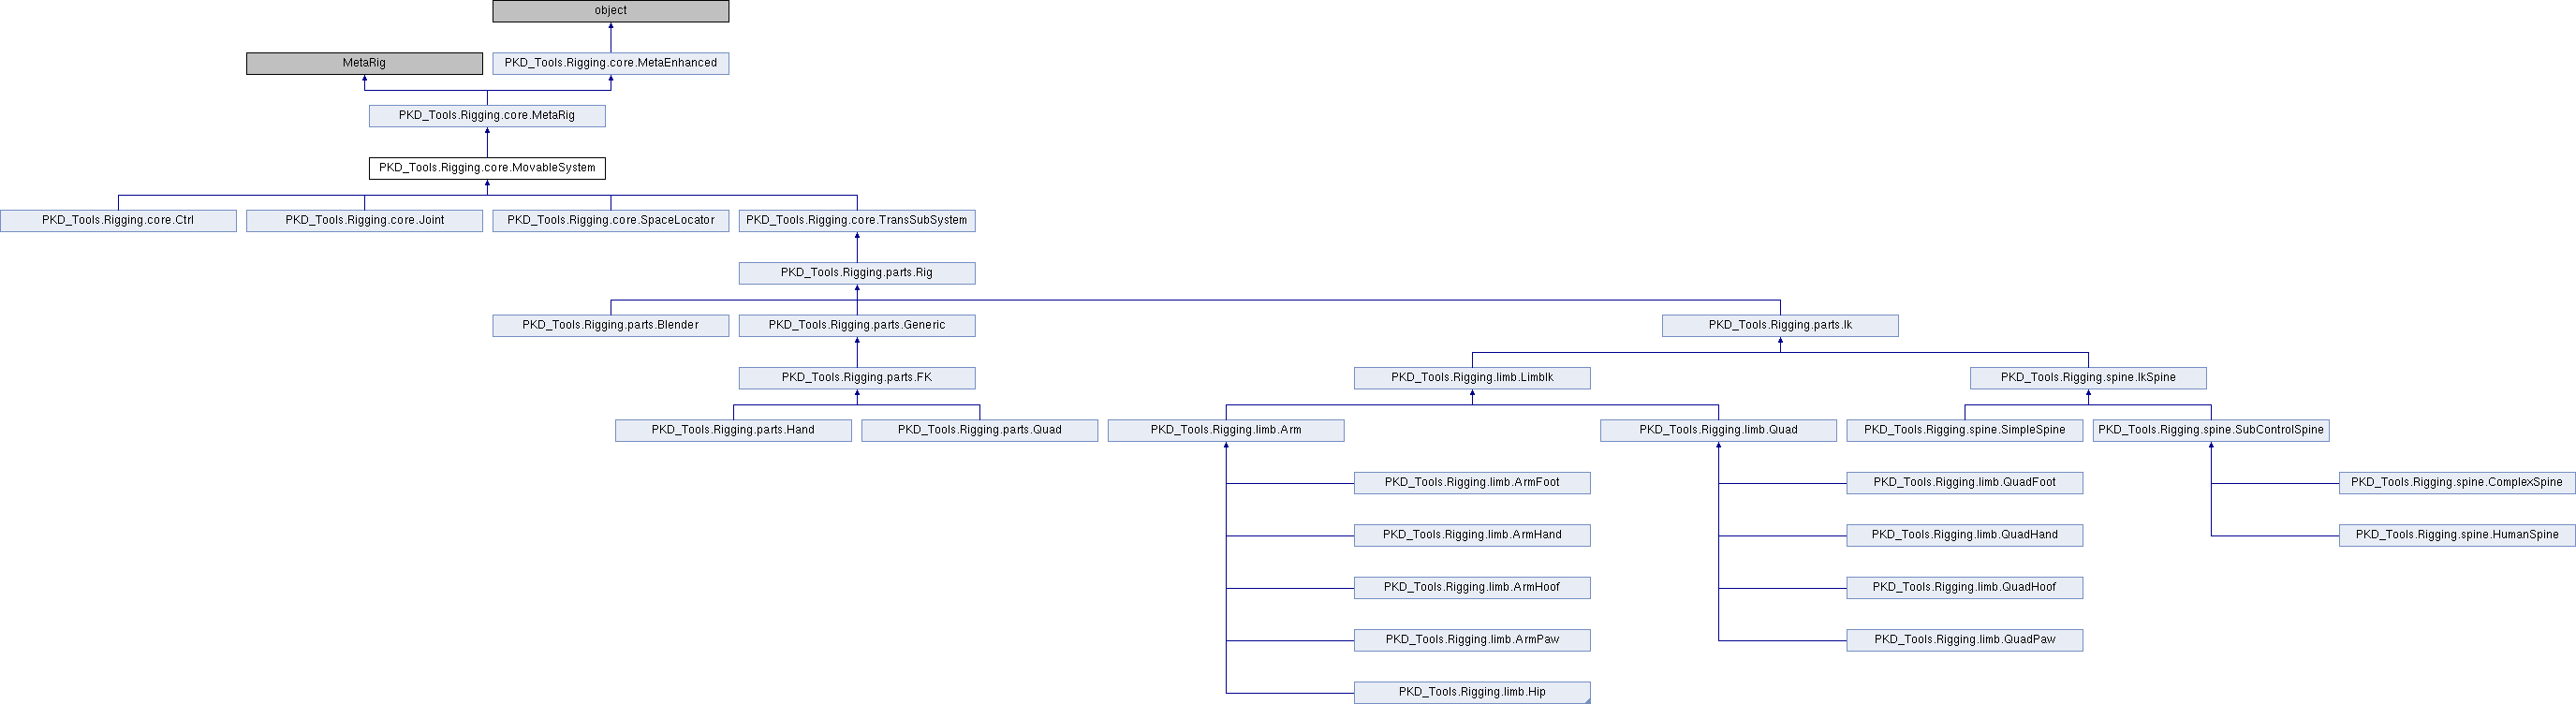 object
MetaRig
PKD_Tools.Rigging.core.MetaEnhanced
PKD_Tools.Rigging.core.MetaRig
PKD_Tools.Rigging.core.MovableSystem
PKD_Tools.Rigging.core.Ctrl
PKD_Tools.Rigging.core.Joint
PKD_Tools.Rigging.core.SpaceLocator
PKD_Tools.Rigging.core.TransSubSystem
PKD_Tools.Rigging.parts.Rig
PKD_Tools.Rigging.parts.Blender
PKD_Tools.Rigging.parts.Generic
PKD_Tools.Rigging.parts.Ik
PKD_Tools.Rigging.parts.FK
PKD_Tools.Rigging.limb.LimbIk
PKD_Tools.Rigging.spine.IkSpine
PKD_Tools.Rigging.parts.Hand
PKD_Tools.Rigging.parts.Quad
PKD_Tools.Rigging.limb.Arm
PKD_Tools.Rigging.limb.Quad
PKD_Tools.Rigging.spine.SimpleSpine
PKD_Tools.Rigging.spine.SubControlSpine
PKD_Tools.Rigging.limb.ArmFoot
PKD_Tools.Rigging.limb.QuadFoot
PKD_Tools.Rigging.spine.ComplexSpine
PKD_Tools.Rigging.limb.ArmHand
PKD_Tools.Rigging.limb.QuadHand
PKD_Tools.Rigging.spine.HumanSpine
PKD_Tools.Rigging.limb.ArmHoof
PKD_Tools.Rigging.limb.QuadHoof
PKD_Tools.Rigging.limb.ArmPaw
PKD_Tools.Rigging.limb.QuadPaw
PKD_Tools.Rigging.limb.Hip